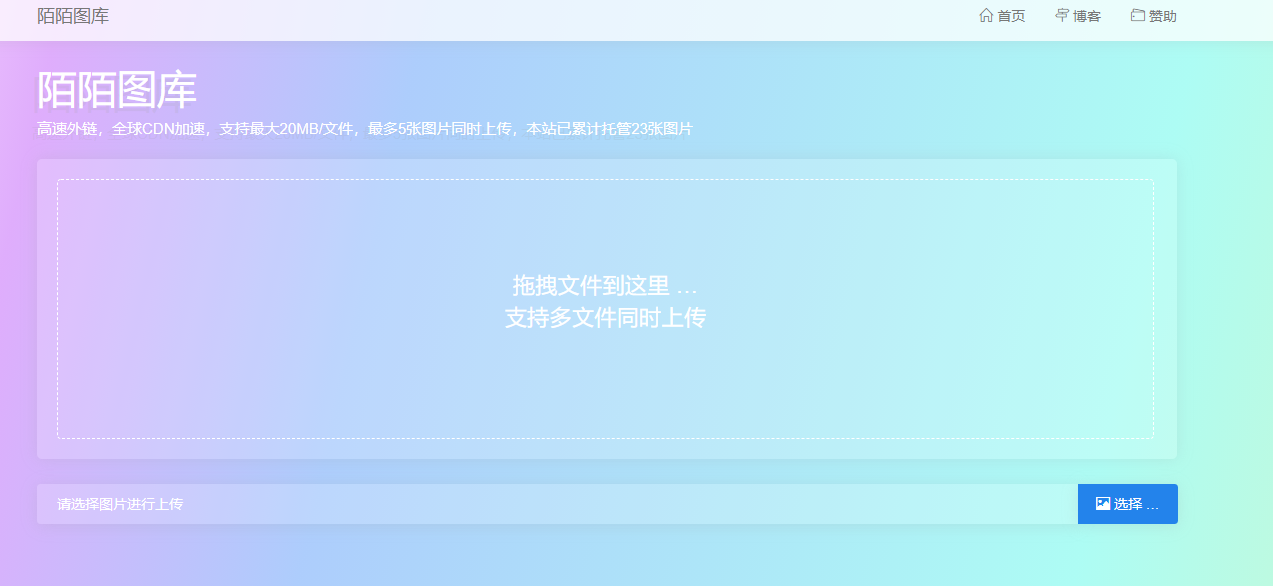 陌陌图库
首页 博客 赞助
陌陌图库
高速外链，全球CDN加速，支持最大20MB/文件，最多5张图片同时上传，本站已累计托管23张图片
拖拽文件到这里 …
支持多文件同时上传
请选择图片进行上传
选择 …